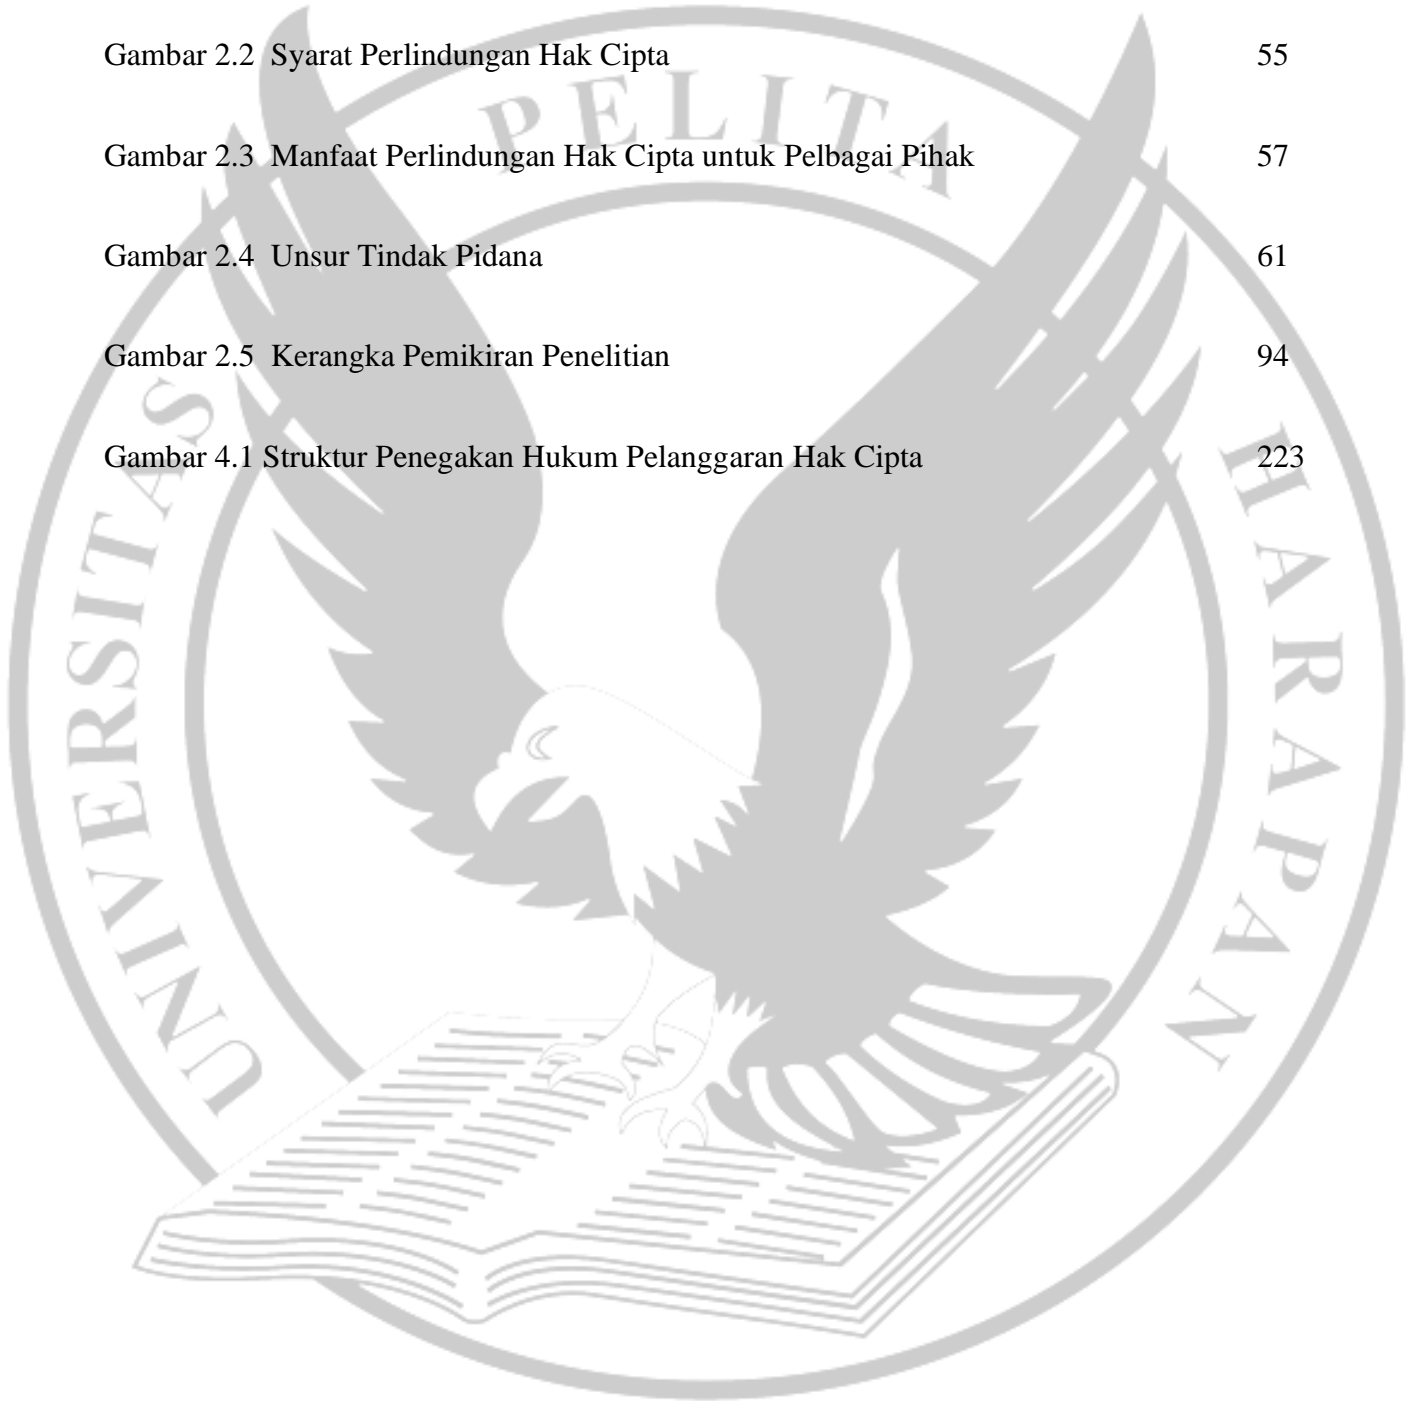 Gambar 2.2 Syarat Perlindungan Hak Cipta 55
Gambar 2.3 Manfaat Perlindungan Hak Cipta untuk Pelbagai Pihak 57
Gambar 2.4 Unsur Tindak Pidana 61
Gambar 2.5 Kerangka Pemikiran Penelitian 94
Gambar 4.1 Struktur Penegakan Hukum Pelanggaran Hak Cipta 223
UNIVERSITAS PELITA HARAPAN